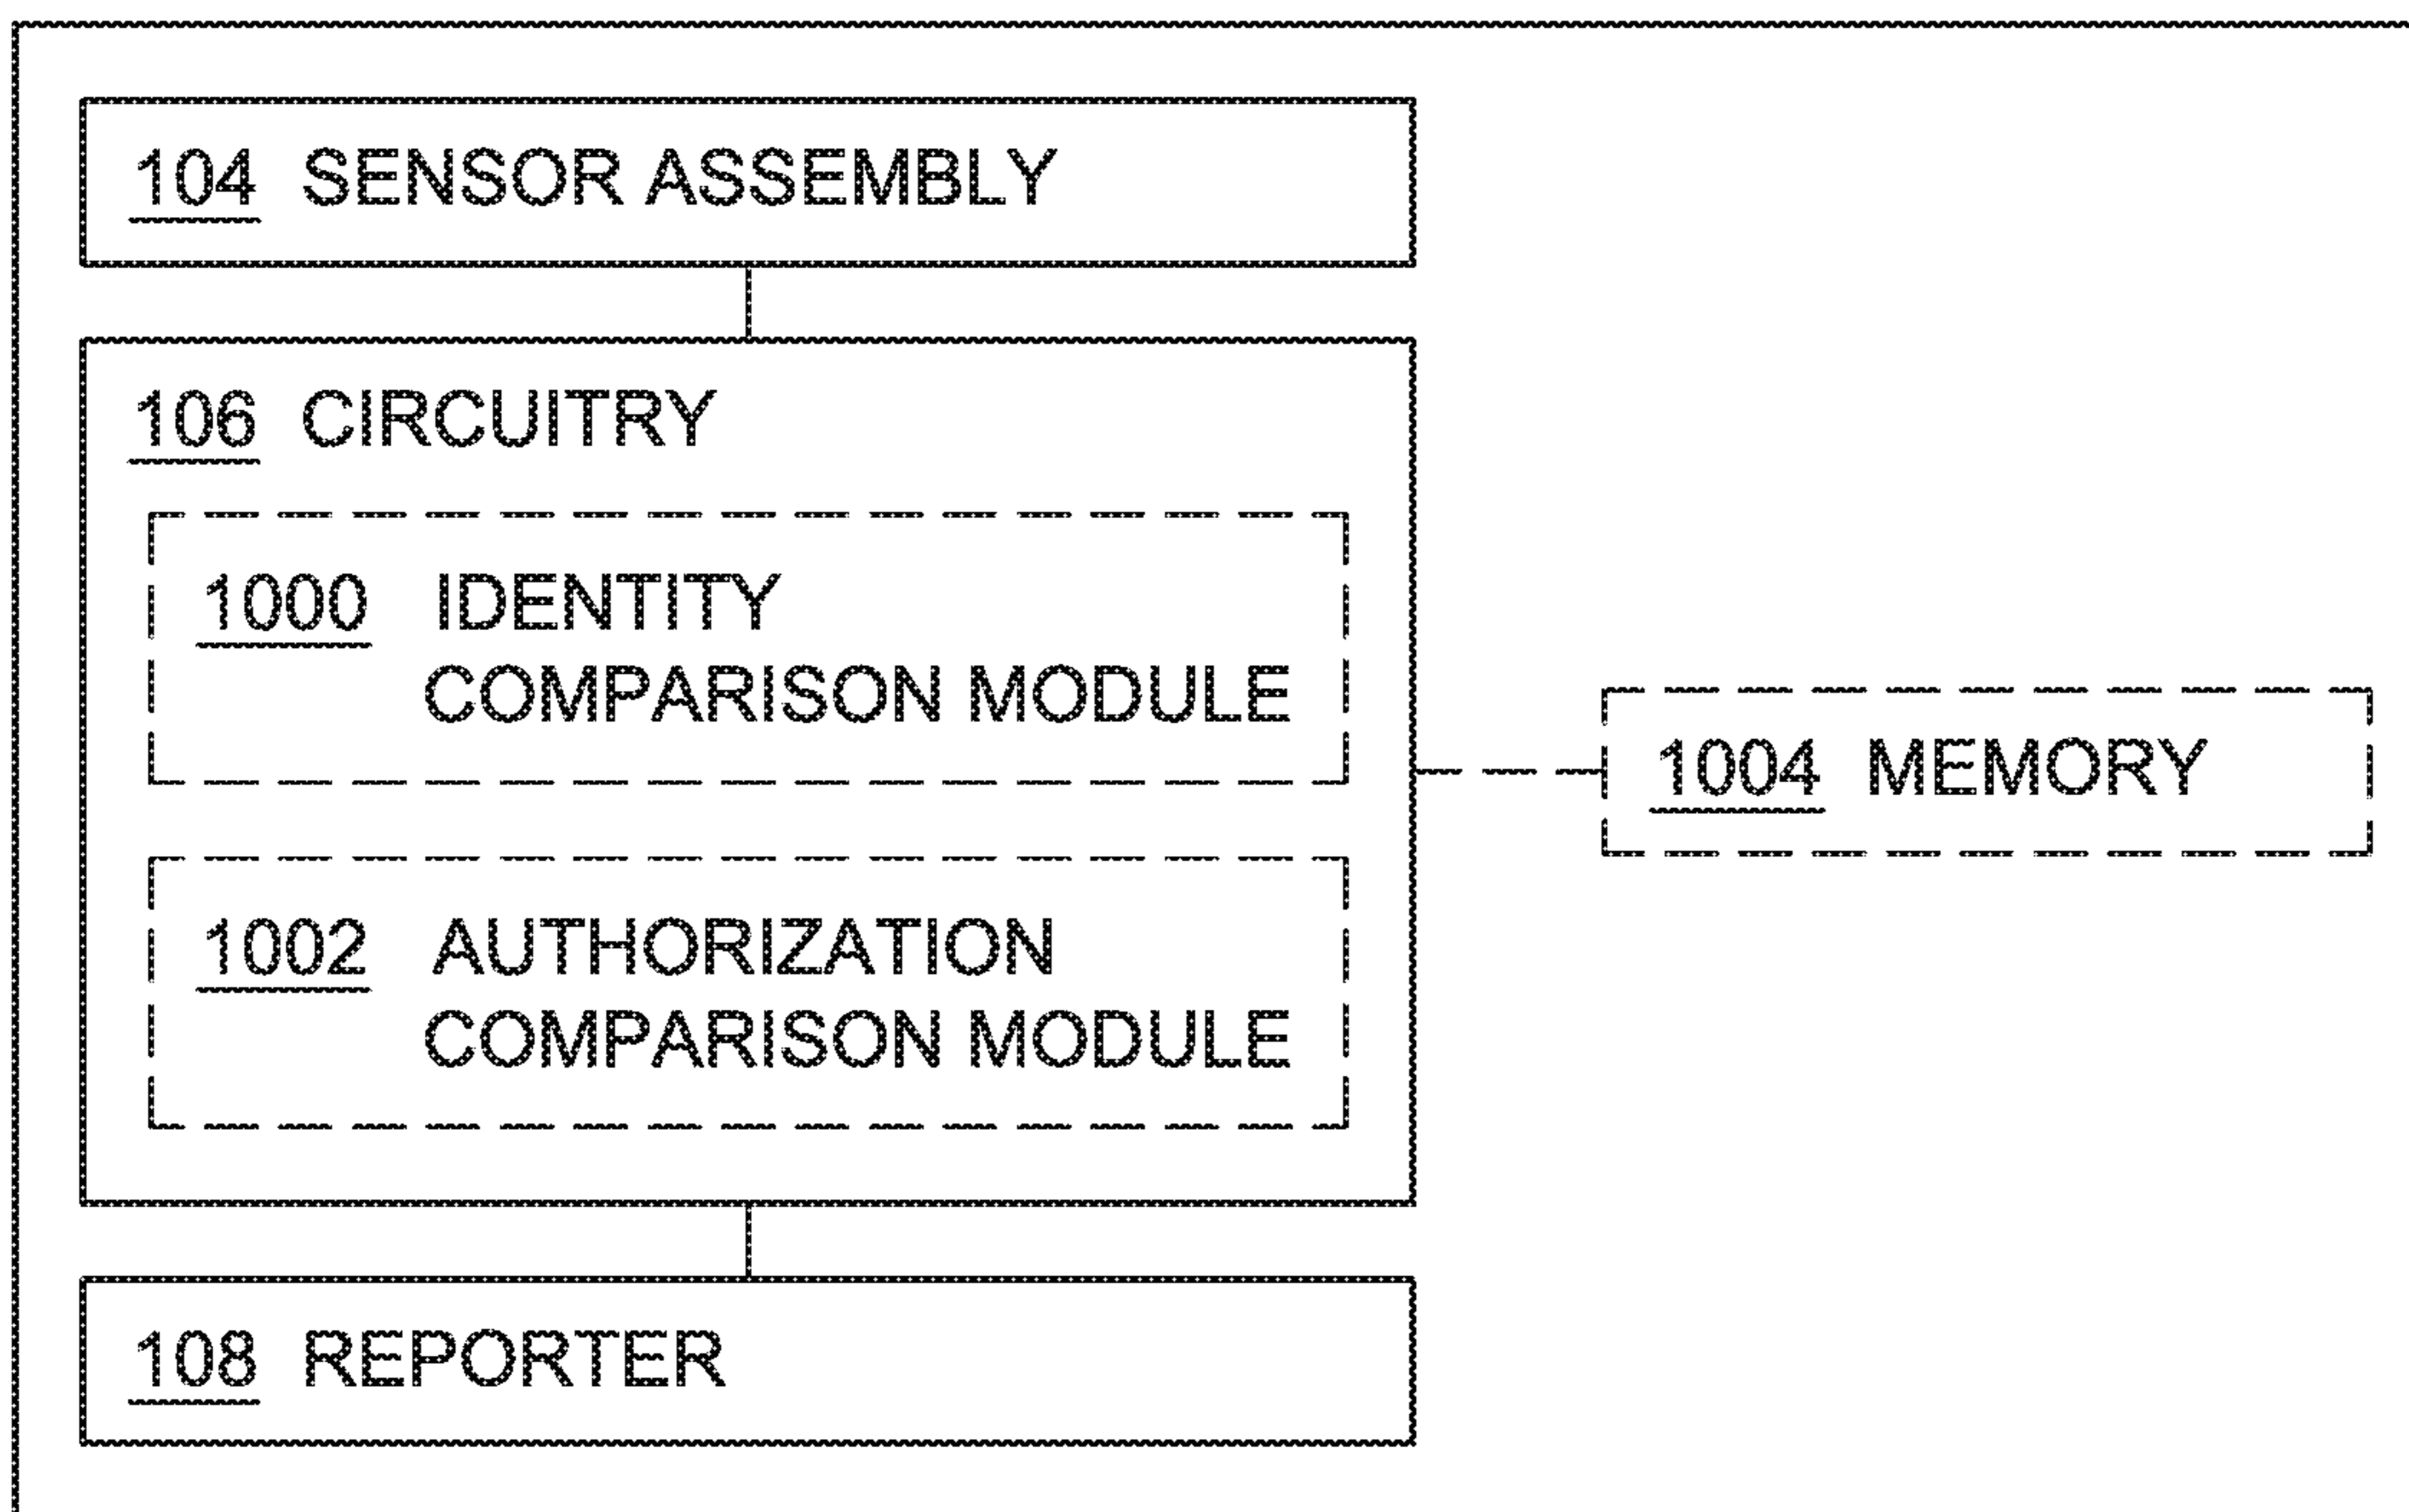 104 SENSOR ASSEMBLY
106 CIRCUITRY
1000 IDENTITY
COMPARISON MODULE
1004 MEMORY
1002 AUTHORIZATION
COMPARISON MODULE
108 REPORTER